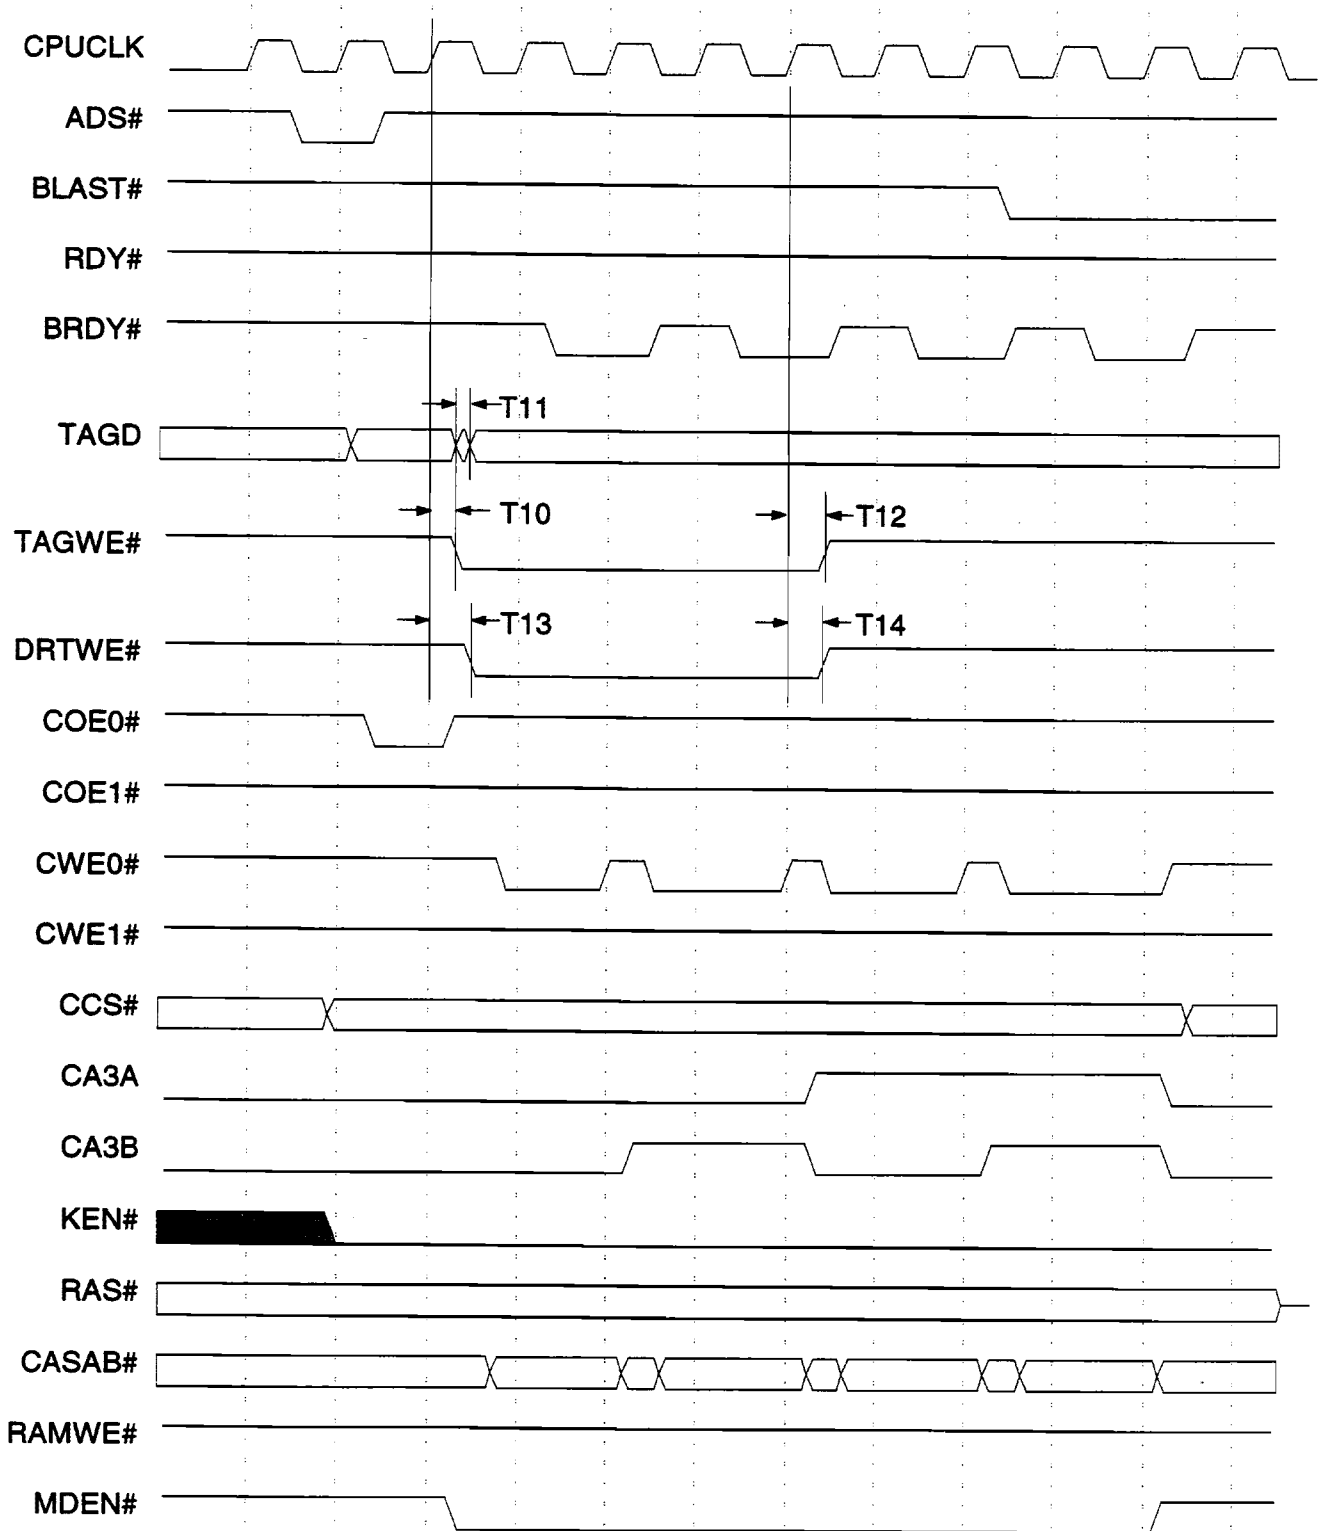 CPUCLK
ADS#
BLAST#
RDY#
BRDY#
T11
TAGD
T10
T12
TAGWE#
T13
T14
DRTWE#
COE0#
COE1#
CWE0#
CWE1#
CCS#
CA3A
CA3B
KEN#
RAS#
CASAB#
RAMWE#
MDEN#